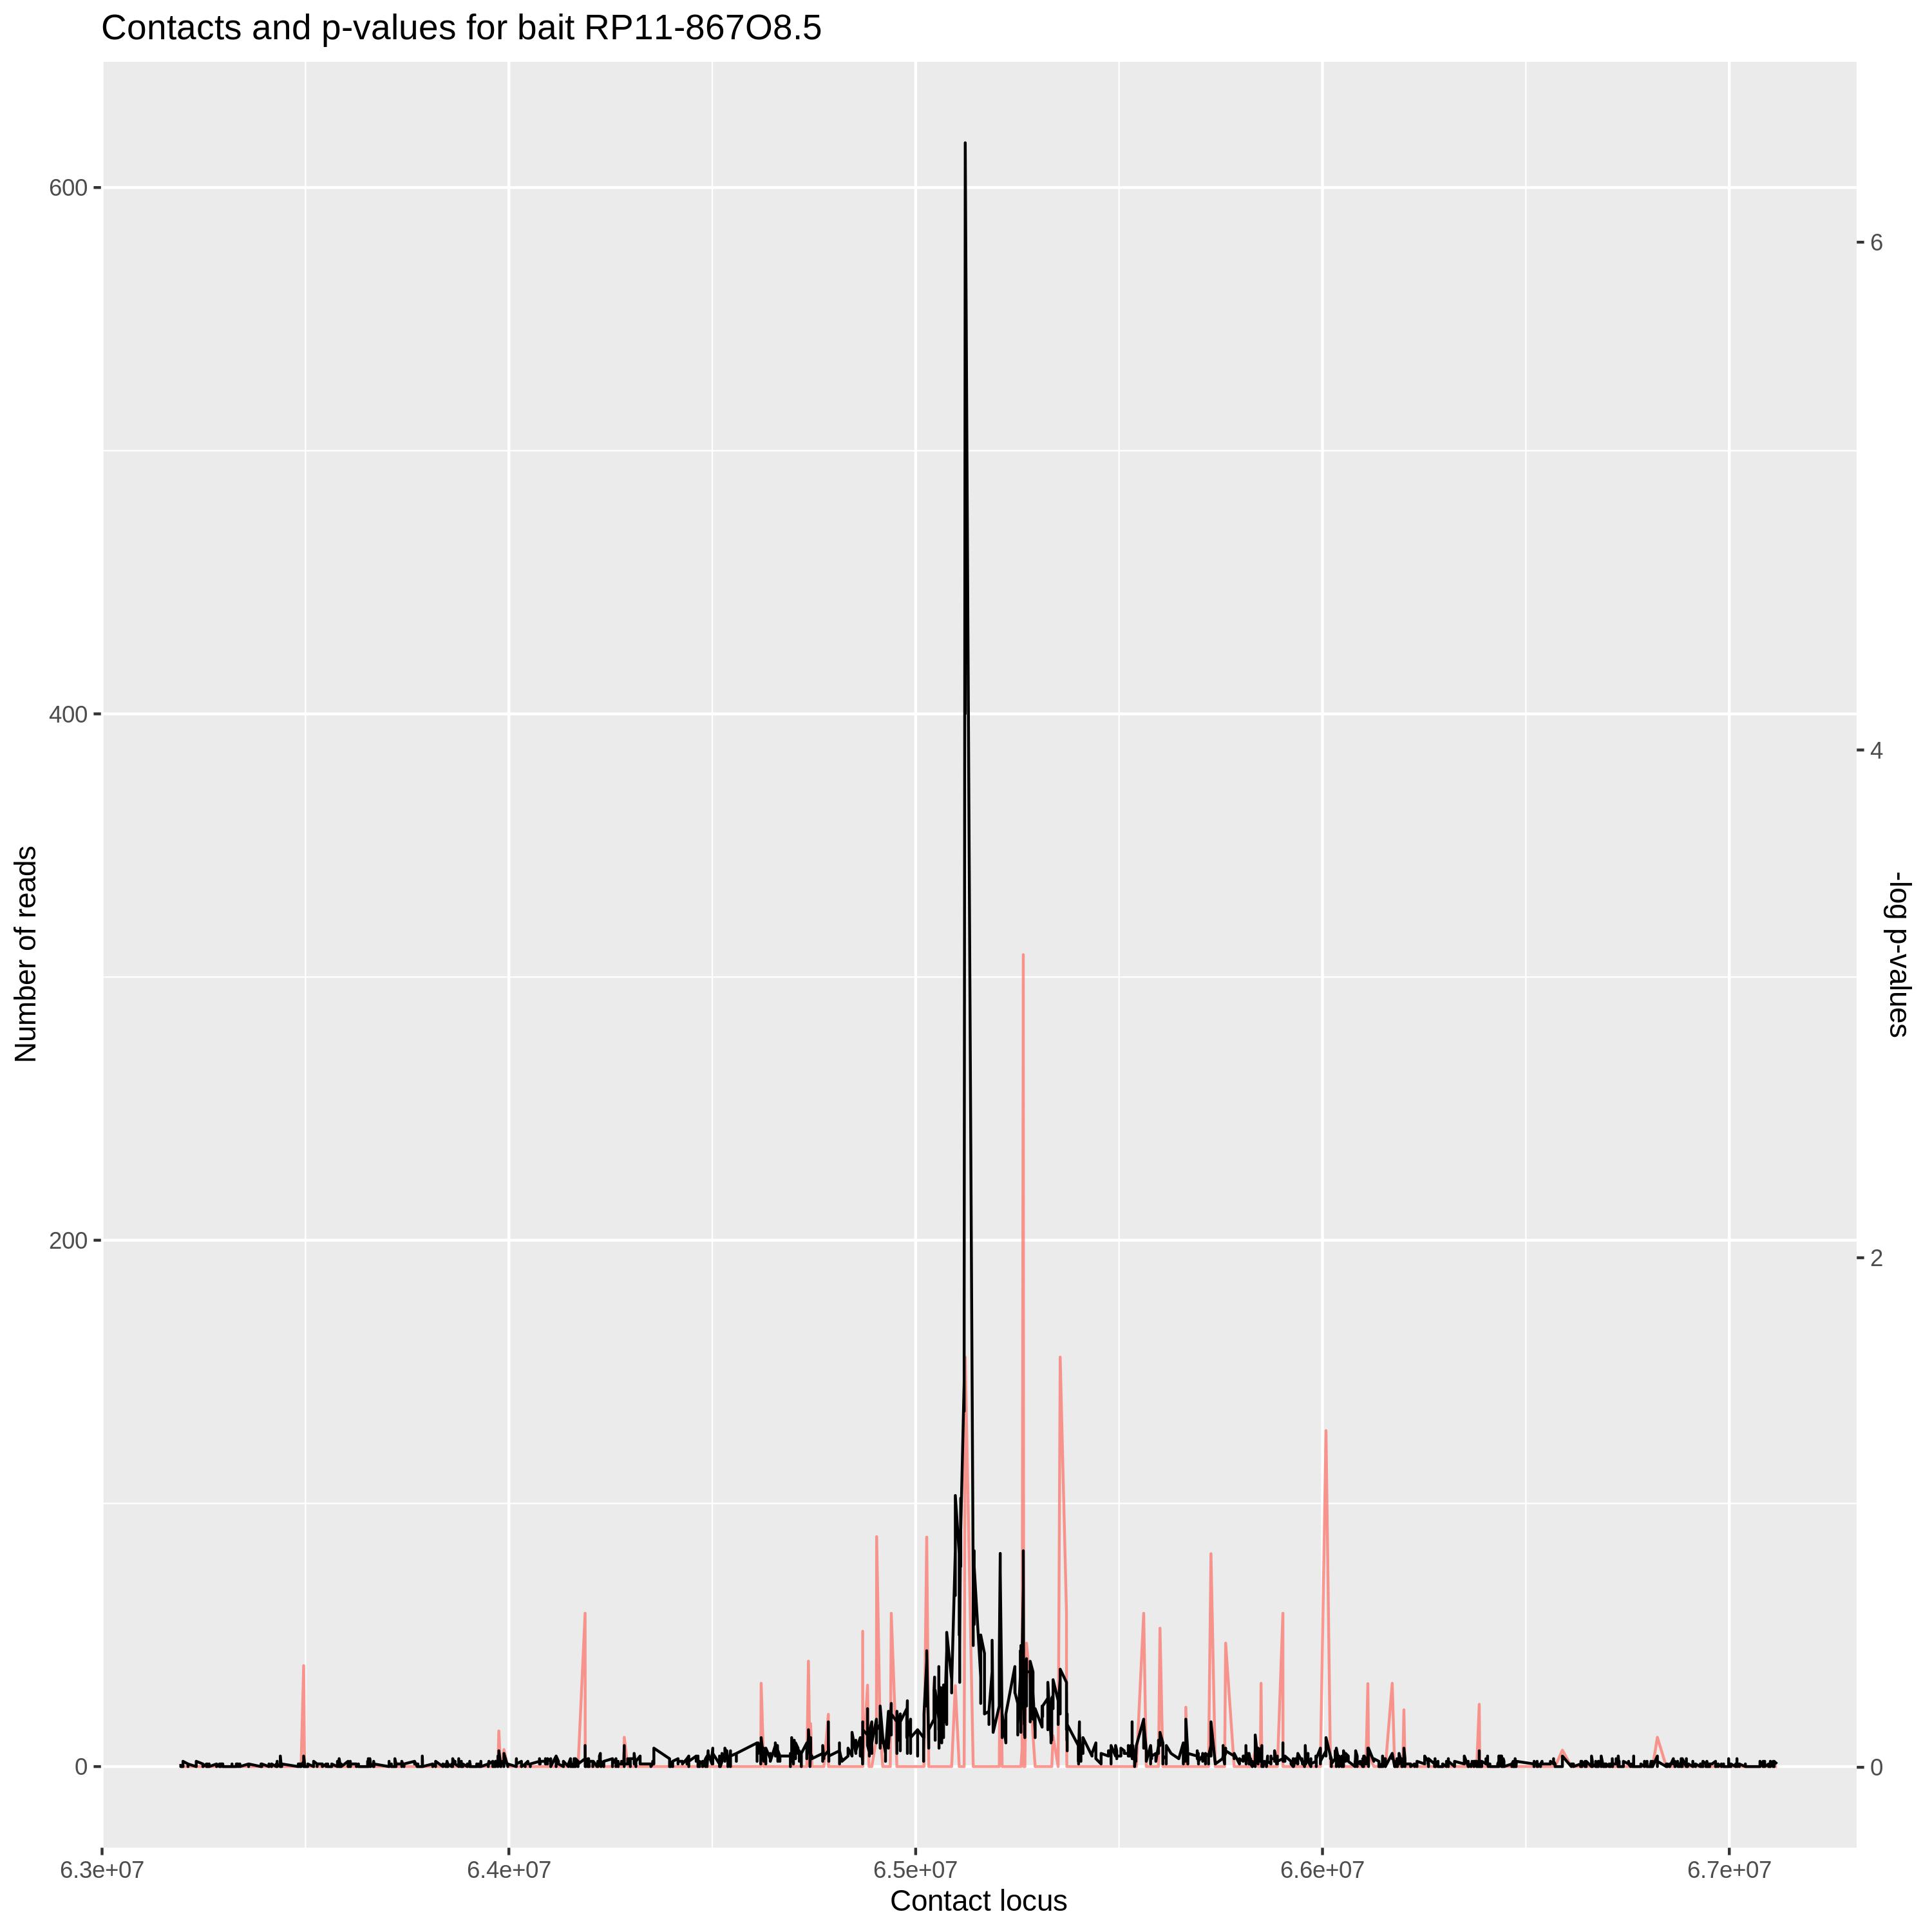 Contacts and p-values for bait RP11-867O8.5
600
400
200
0
Number of reads
6
4
2
0
-log p-values
6.3e+07
6.4e+07
6.5e+07
6.6e+07
6.7e+07
Contact locus